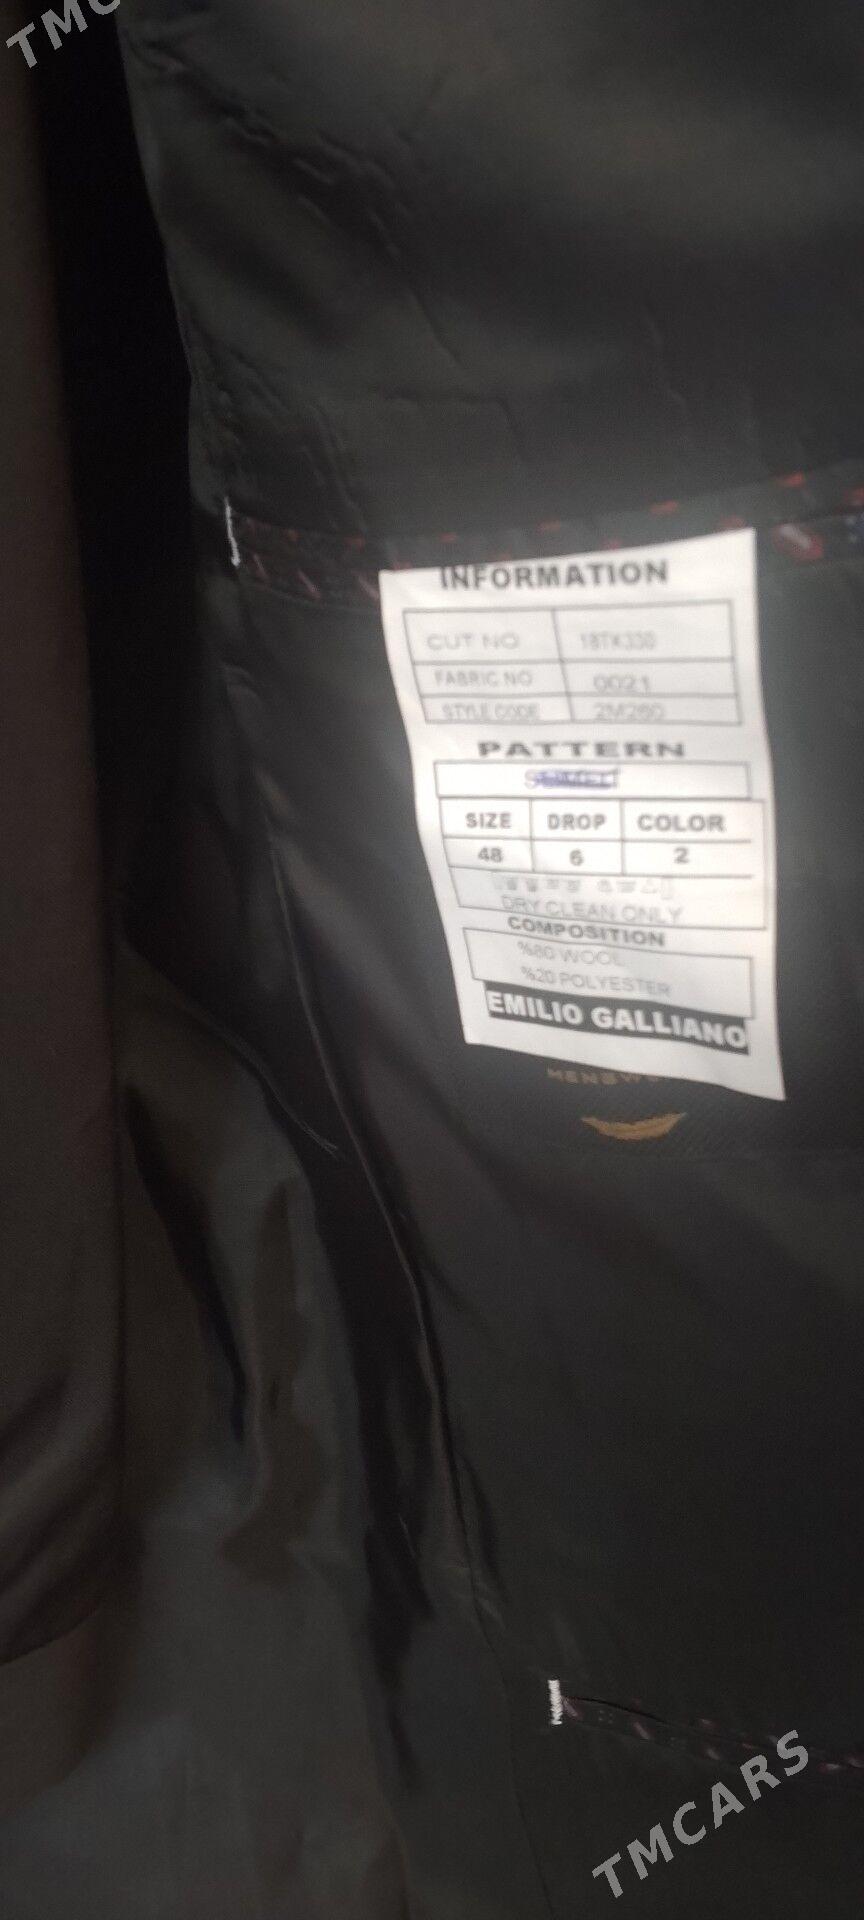 TMC
INFORMATION
CUT NO 18TK330
FABRIC NO 0021
STYLE CODE 2M260
PATTERN
SIZE DROP COLOR
48 6 2
DRY CLEAN ONLY
COMPOSITION
%80 WOOL
%20 POLYESTER
EMILIO GALLIANO
MENSW
TMCARS